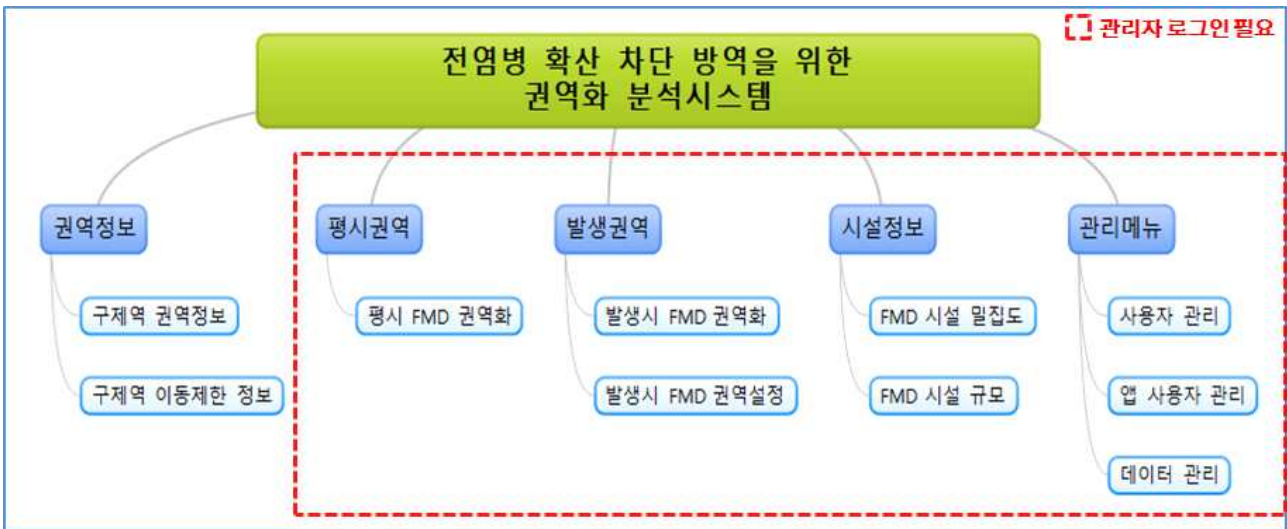 관리자 로그인 필요
전염병 확산 차단 방역을 위한
권역화 분석시스템
권역정보
평시권역
발생권역
시설정보
관리메뉴
구제역 권역정보
평시 FMD 권역화
발생시 FMD 권역화
FMD 시설 밀집도
사용자 관리
구제역 이동제한 정보
발생시 FMD 권역설정
FMD 시설 규모
앱 사용자 관리
데이터 관리